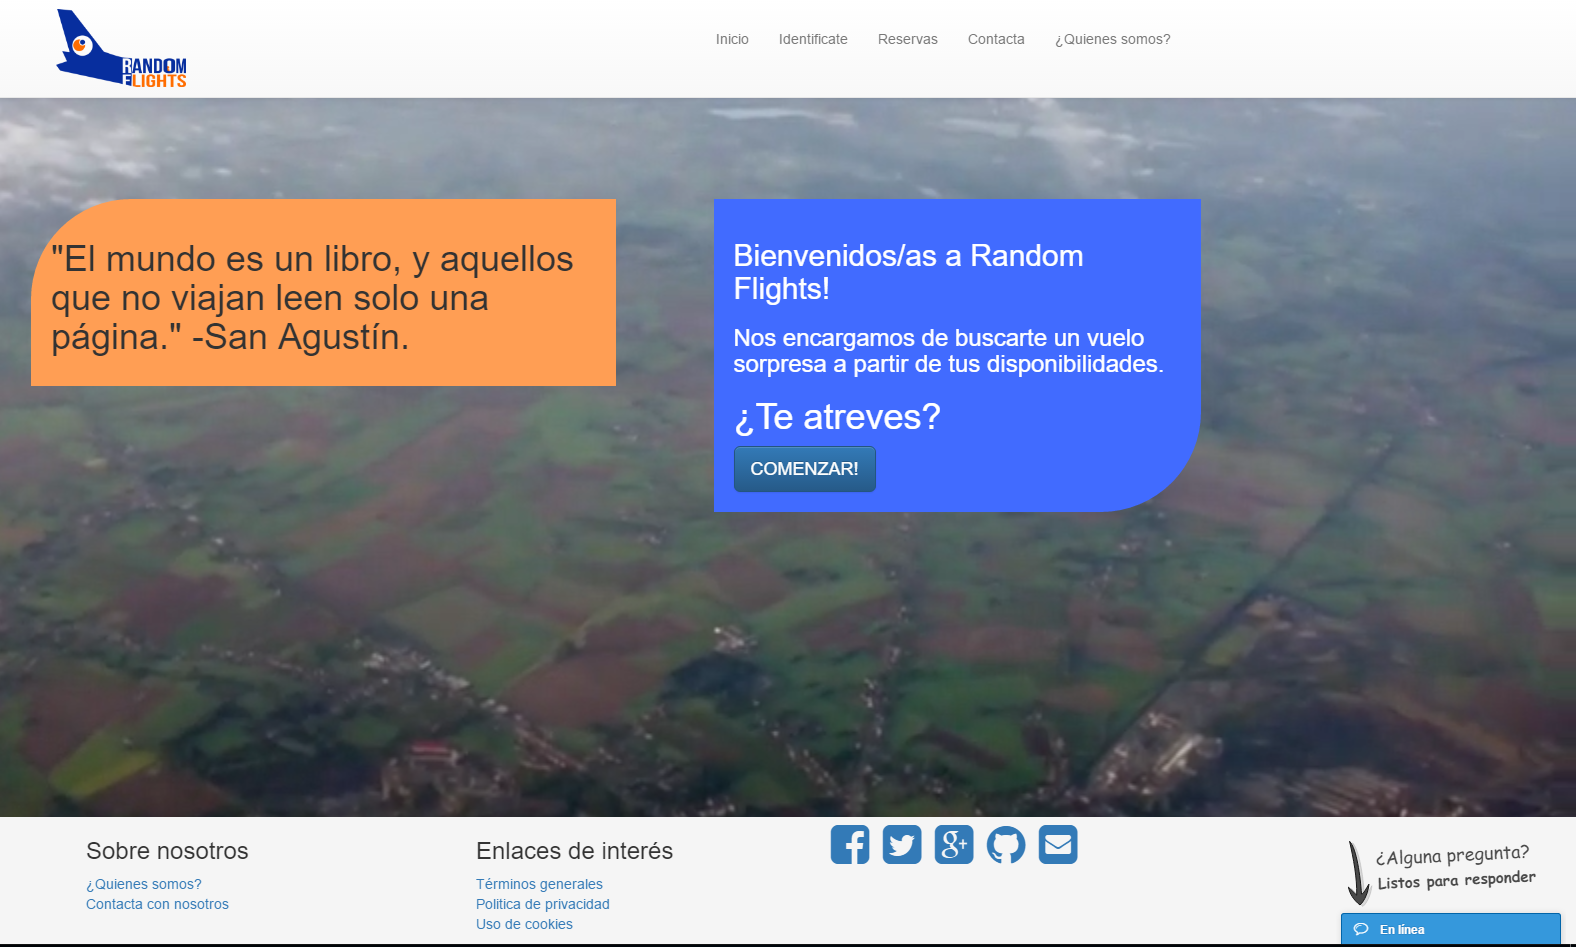 RANDOM
FLIGHTS
Inicio
Identificate
Reservas
Contacta
¿Quienes somos?
"El mundo es un libro, y aquellos
que no viajan leen solo una
página." -San Agustín.
Bienvenidos/as a Random
Flights!
Nos encargamos de buscarte un vuelo
sorpresa a partir de tus disponibilidades.
¿Te atreves?
COMENZAR!
Sobre nosotros
¿Quienes somos?
Contacta con nosotros
Enlaces de interés
Términos generales
Politica de privacidad
Uso de cookies
¿Alguna pregunta?
Listos para responder
En línea